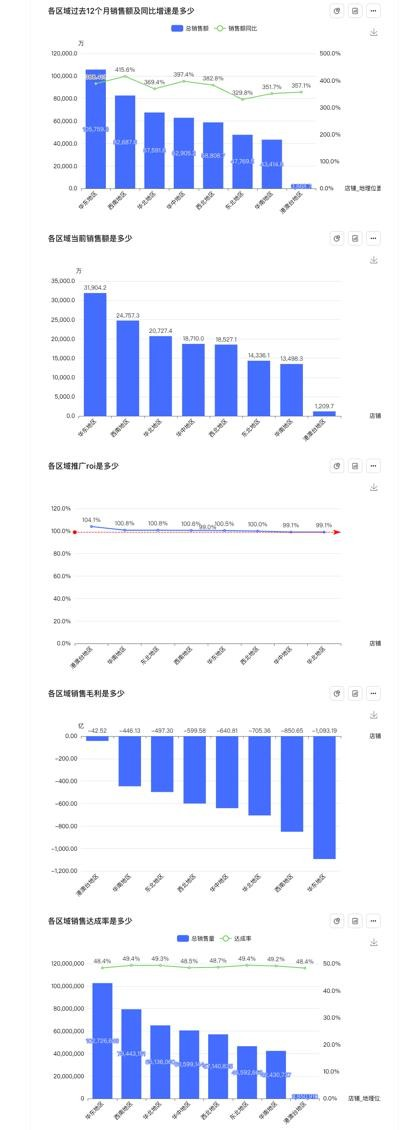 各区域过去12个月销售额及同比增速是多少
总销售额 销售额同比
万
120,000.0 500.0%
415.6%
369.4% 397.4% 382.8% 329.8% 351.7% 357.1%
100,000.0 400.0%
80,000.0 300.0%
60,000.0 200.0%
40,000.0 100.0%
20,000.0
0.0 0.0% 店铺_地理位置
华东地区 西南地区 华北地区 华中地区 西北地区 东北地区 华南地区 港澳台地区
各区域当前销售额是多少
万
35,000.0
31,904.2
30,000.0
25,000.0 24,757.3
20,727.4
20,000.0 18,710.0 18,527.1
15,000.0 14,336.1 13,498.3
10,000.0
5,000.0
1,209.7
0.0 店铺
华东地区 西南地区 华北地区 华中地区 西北地区 东北地区 华南地区 港澳台地区
各区域推广roi是多少
120.0%
104.1% 100.8% 100.8% 100.6% 99.0% 100.5% 100.0% 99.1% 99.1%
100.0%
80.0%
60.0%
40.0%
20.0%
0.0% 店铺
港澳台地区 华南地区 东北地区 西南地区 华东地区 西北地区 华中地区 华北地区
各区域销售毛利是多少
亿
-42.52 -446.13 -497.30 -599.58 -640.81 -705.36 -850.65 -1,093.19
0.00 店铺
-200.00
-400.00
-600.00
-800.00
-1,000.00
-1,200.00
港澳台地区 华南地区 东北地区 西北地区 华中地区 华北地区 西南地区 华东地区
各区域销售达成率是多少
总销售量 达成率
120,000,000 50.0%
48.4% 49.4% 49.3% 48.5% 48.7% 49.4% 49.2% 48.4%
100,000,000 40.0%
80,000,000 30.0%
60,000,000 20.0%
40,000,000
20,000,000 10.0%
0 0.0% 店铺_地理位
华东地区 西南地区 华北地区 华中地区 西北地区 东北地区 华南地区 港澳台地区